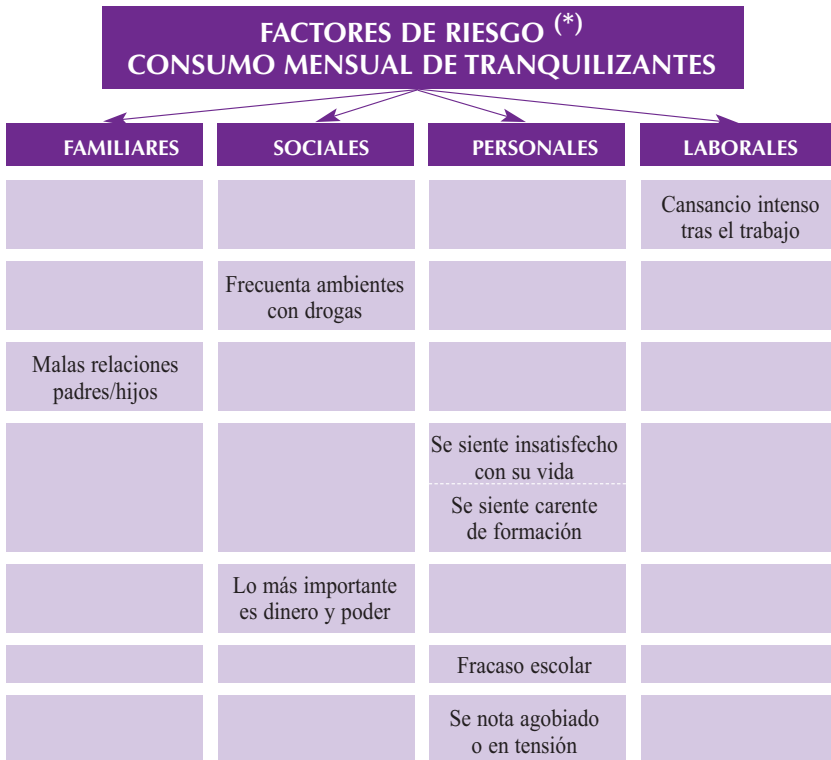 FACTORES DE RIESGO (*)
CONSUMO MENSUAL DE TRANQUILIZANTES
FAMILIARES
SOCIALES
PERSONALES
LABORALES
Cansancio intenso
tras el trabajo
Frecuenta ambientes
con drogas
Malas relaciones
padres/hijos
Se siente insatisfecho
con su vida
Se siente carente
de formación
Lo más importante
es dinero y poder
Fracaso escolar
Se nota agobiado
o en tensión